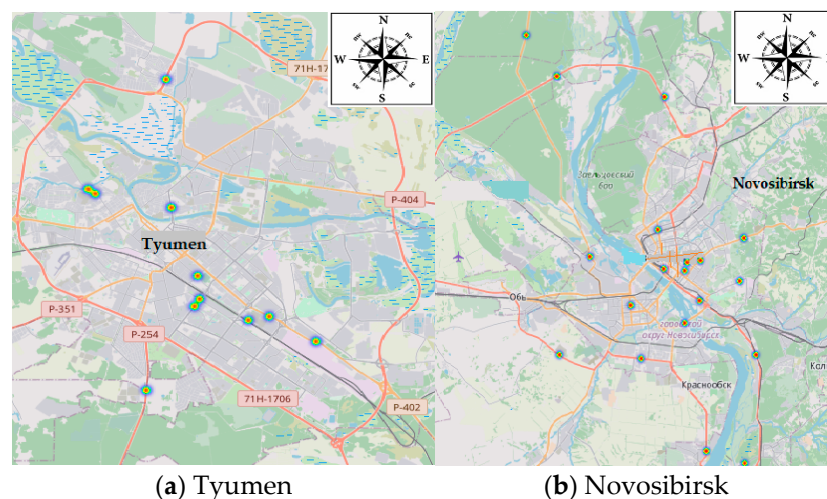 N
W
E
S
71H-17
P-404
Tyumen
P-351
P-254
71H-1706
P-402
N
W
S
Заельцовский
бор
Novosibirsk
Обь
городской
округ Новосибирск
Краснообск
Кол
(a) Tyumen
(b) Novosibirsk